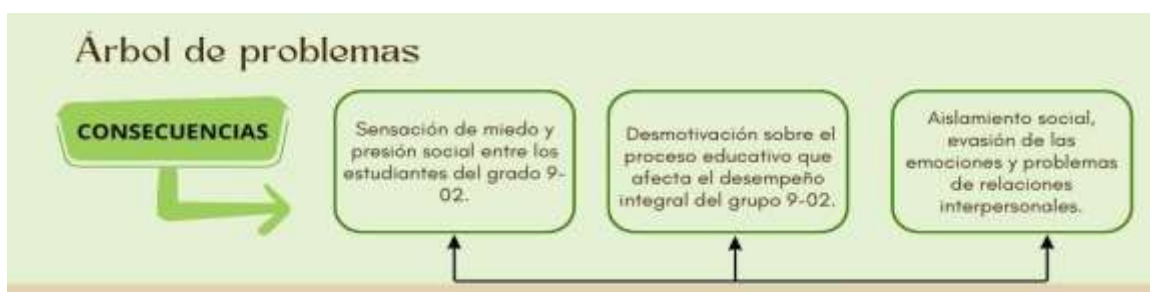 Árbol de problemas
CONSECUENCIAS
Sensación de miedo y
presión social entre los
estudiantes del grado 9-
02.
Desmotivación sobre el
proceso educativo que
afecta el desempeño
integral del grupo 9-02.
Aislamiento social,
evasión de las
emociones y problemas
de relaciones
interpersonales.